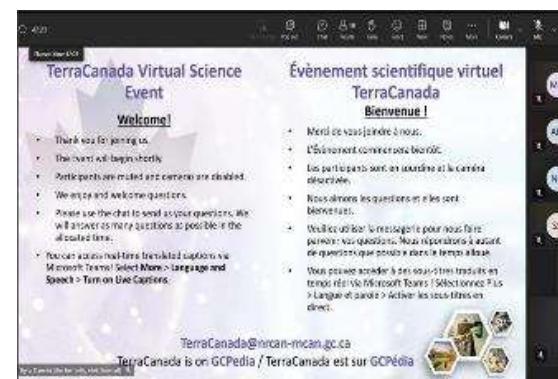 TerraCanada Virtual Science
Event
Welcome!
Thank you for joining us.
The Event will begin shortly.
Participants are muted and cameras are disabled.
We enjoy and welcome questions.
Please use the chat to send us your questions. We
will answer as many questions as possible in the
allocated time.
You can access real-time translated captions via
Microsoft Teams! Select More > Language and
Speech > Turn on Live Captions.
Évènement scientifique virtuel
TerraCanada
Bienvenue !
Merci de vous joindre à nous.
L'Évènement commencera bientôt.
Les participants sont en sourdine et la caméra
désactivée.
Nous aimons les questions et elles sont
bienvenues.
Veuillez utiliser la messagerie pour nous faire
parvenir vos questions. Nous répondrons à autant
de questions que possible dans le temps alloué.
Vous pouvez accéder à des sous-titres traduits en
temps réel via Microsoft Teams ! Sélectionnez Plus
> Langue et parole > Activer les sous-titres en
direct.
TerraCanada@nrcan-rncan.gc.ca
TerraCanada is on GCPedia / TerraCanada est sur GCPédia